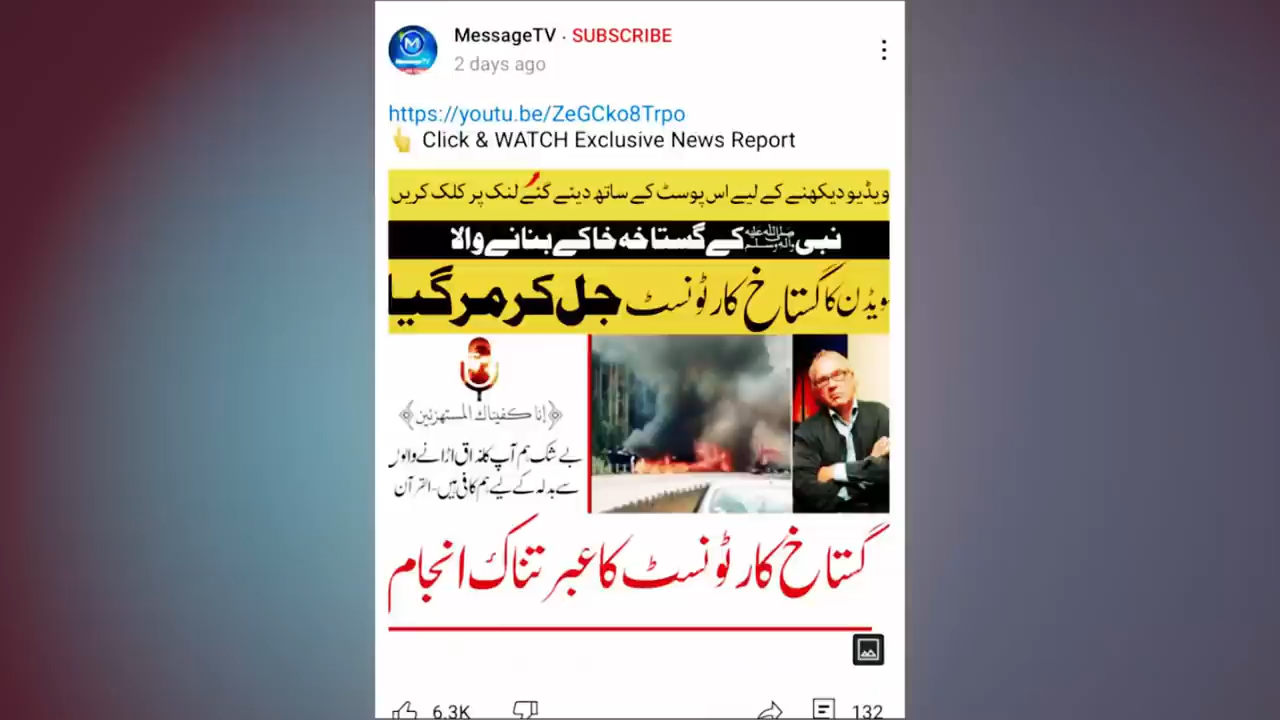 MessageTV · SUBSCRIBE
2 days ago
https://youtu.be/ZeGCko8Trpo
👆 Click & WATCH Exclusive News Report
ویڈیو دیکھنے کے لیے اس پوسٹ کے ساتھ دیئے گئے لنک پر کلک کریں
نبی ﷺ کے گستاخہ خاکے بنانے والا
ویڈن کا گستاخ کارٹونسٹ جل کر مر گیا
﴿إنا كفيناك المستهزئين﴾
بے شک ہم آپ کا مذاق اڑانے والوں
سے بدلہ کے لیے ہم کافی ہیں۔القرآن
گستاخ کارٹونسٹ کا عبرتناک انجام
6.3K
132